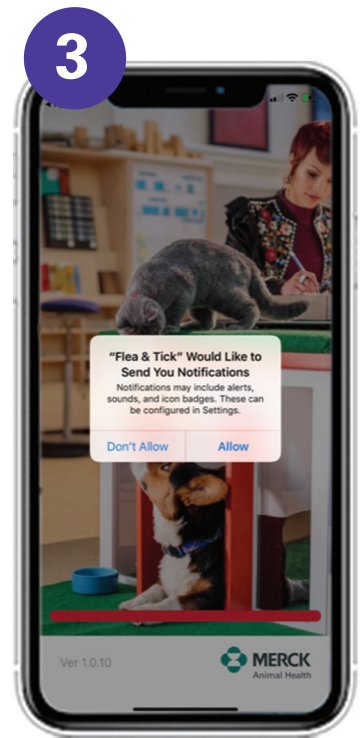 3
“Flea & Tick” Would Like to
Send You Notifications
Notifications may include alerts,
sounds, and icon badges. These can
be configured in Settings.
Don’t Allow
Allow
Ver 1.0.10
MERCK
Animal Health